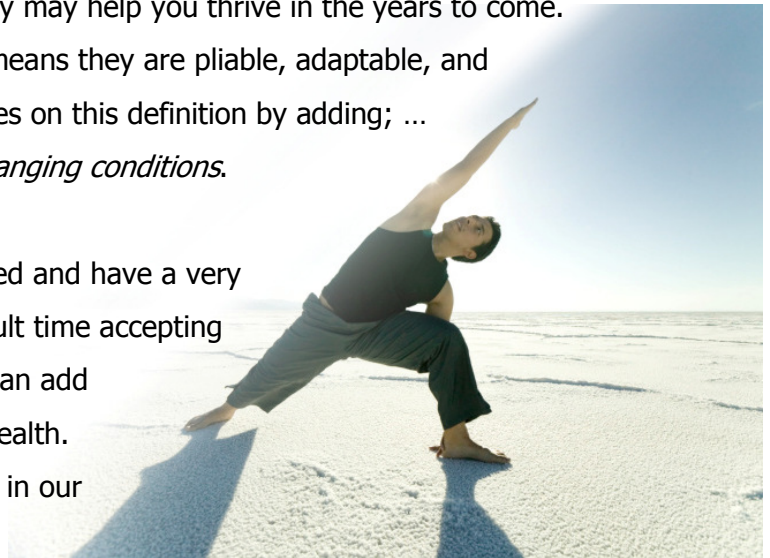 y may help you thrive in the years to come.
means they are pliable, adaptable, and
es on this definition by adding; …
anging conditions.
ed and have a very
ult time accepting
an add
ealth.
in our